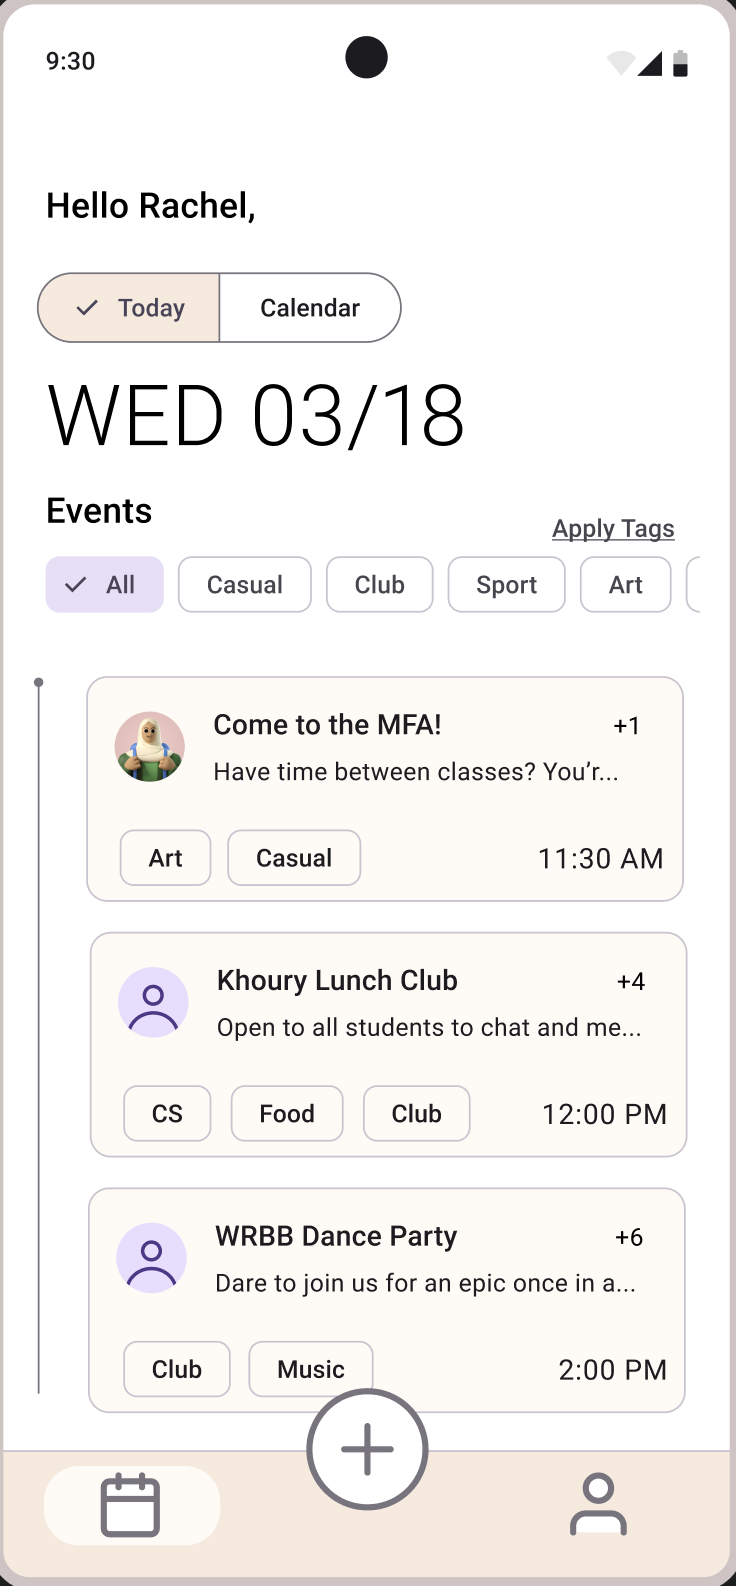 9:30
Hello Rachel,
Today
Calendar
WED 03/18
Events
Apply Tags
All
Casual
Club
Sport
Art
Come to the MFA!
+1
Have time between classes? You’r...
Art
Casual
11:30 AM
Khoury Lunch Club
+4
Open to all students to chat and me...
CS
Food
Club
12:00 PM
WRBB Dance Party
+6
Dare to join us for an epic once in a...
Club
Music
2:00 PM